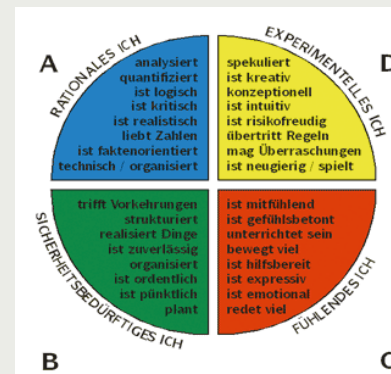 A
RATIONALES ICH
analysiert
quantifiziert
ist logisch
ist kritisch
ist realistisch
liebt Zahlen
ist faktenorientiert
technisch / organisiert
D
EXPERIMENTELLES ICH
spekuliert
ist kreativ
konzeptionell
ist intuitiv
ist risikofreudig
übertritt Regeln
mag Überraschungen
ist neugierig / spielt
B
SICHERHEITSBEDÜRFTIGES ICH
trifft Vorkehrungen
strukturiert
realisiert Dinge
ist zuverlässig
organisiert
ist ordentlich
ist pünktlich
plant
C
FÜHLENDES ICH
ist mitfühlend
ist gefühlsbetont
unterrichtet sein
bewegt viel
ist hilfsbereit
ist expressiv
ist emotional
redet viel